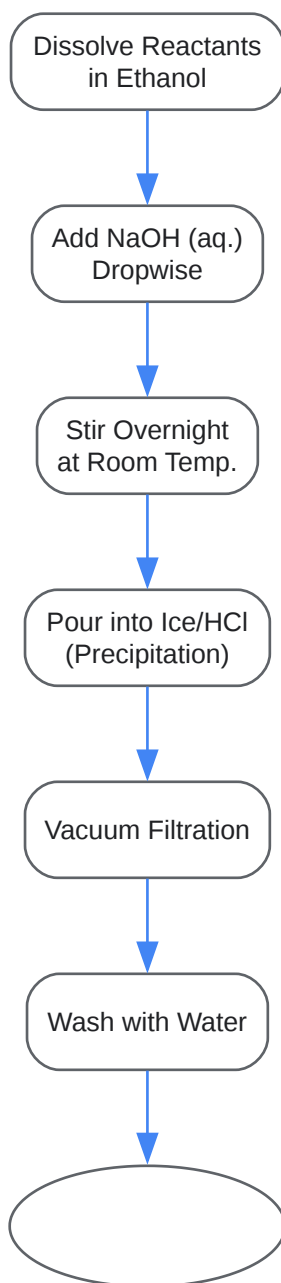 Dissolve Reactants
in Ethanol
Add NaOH (aq.)
Dropwise
Stir Overnight
at Room Temp.
Pour into Ice/HCl
(Precipitation)
Vacuum Filtration
Wash with Water